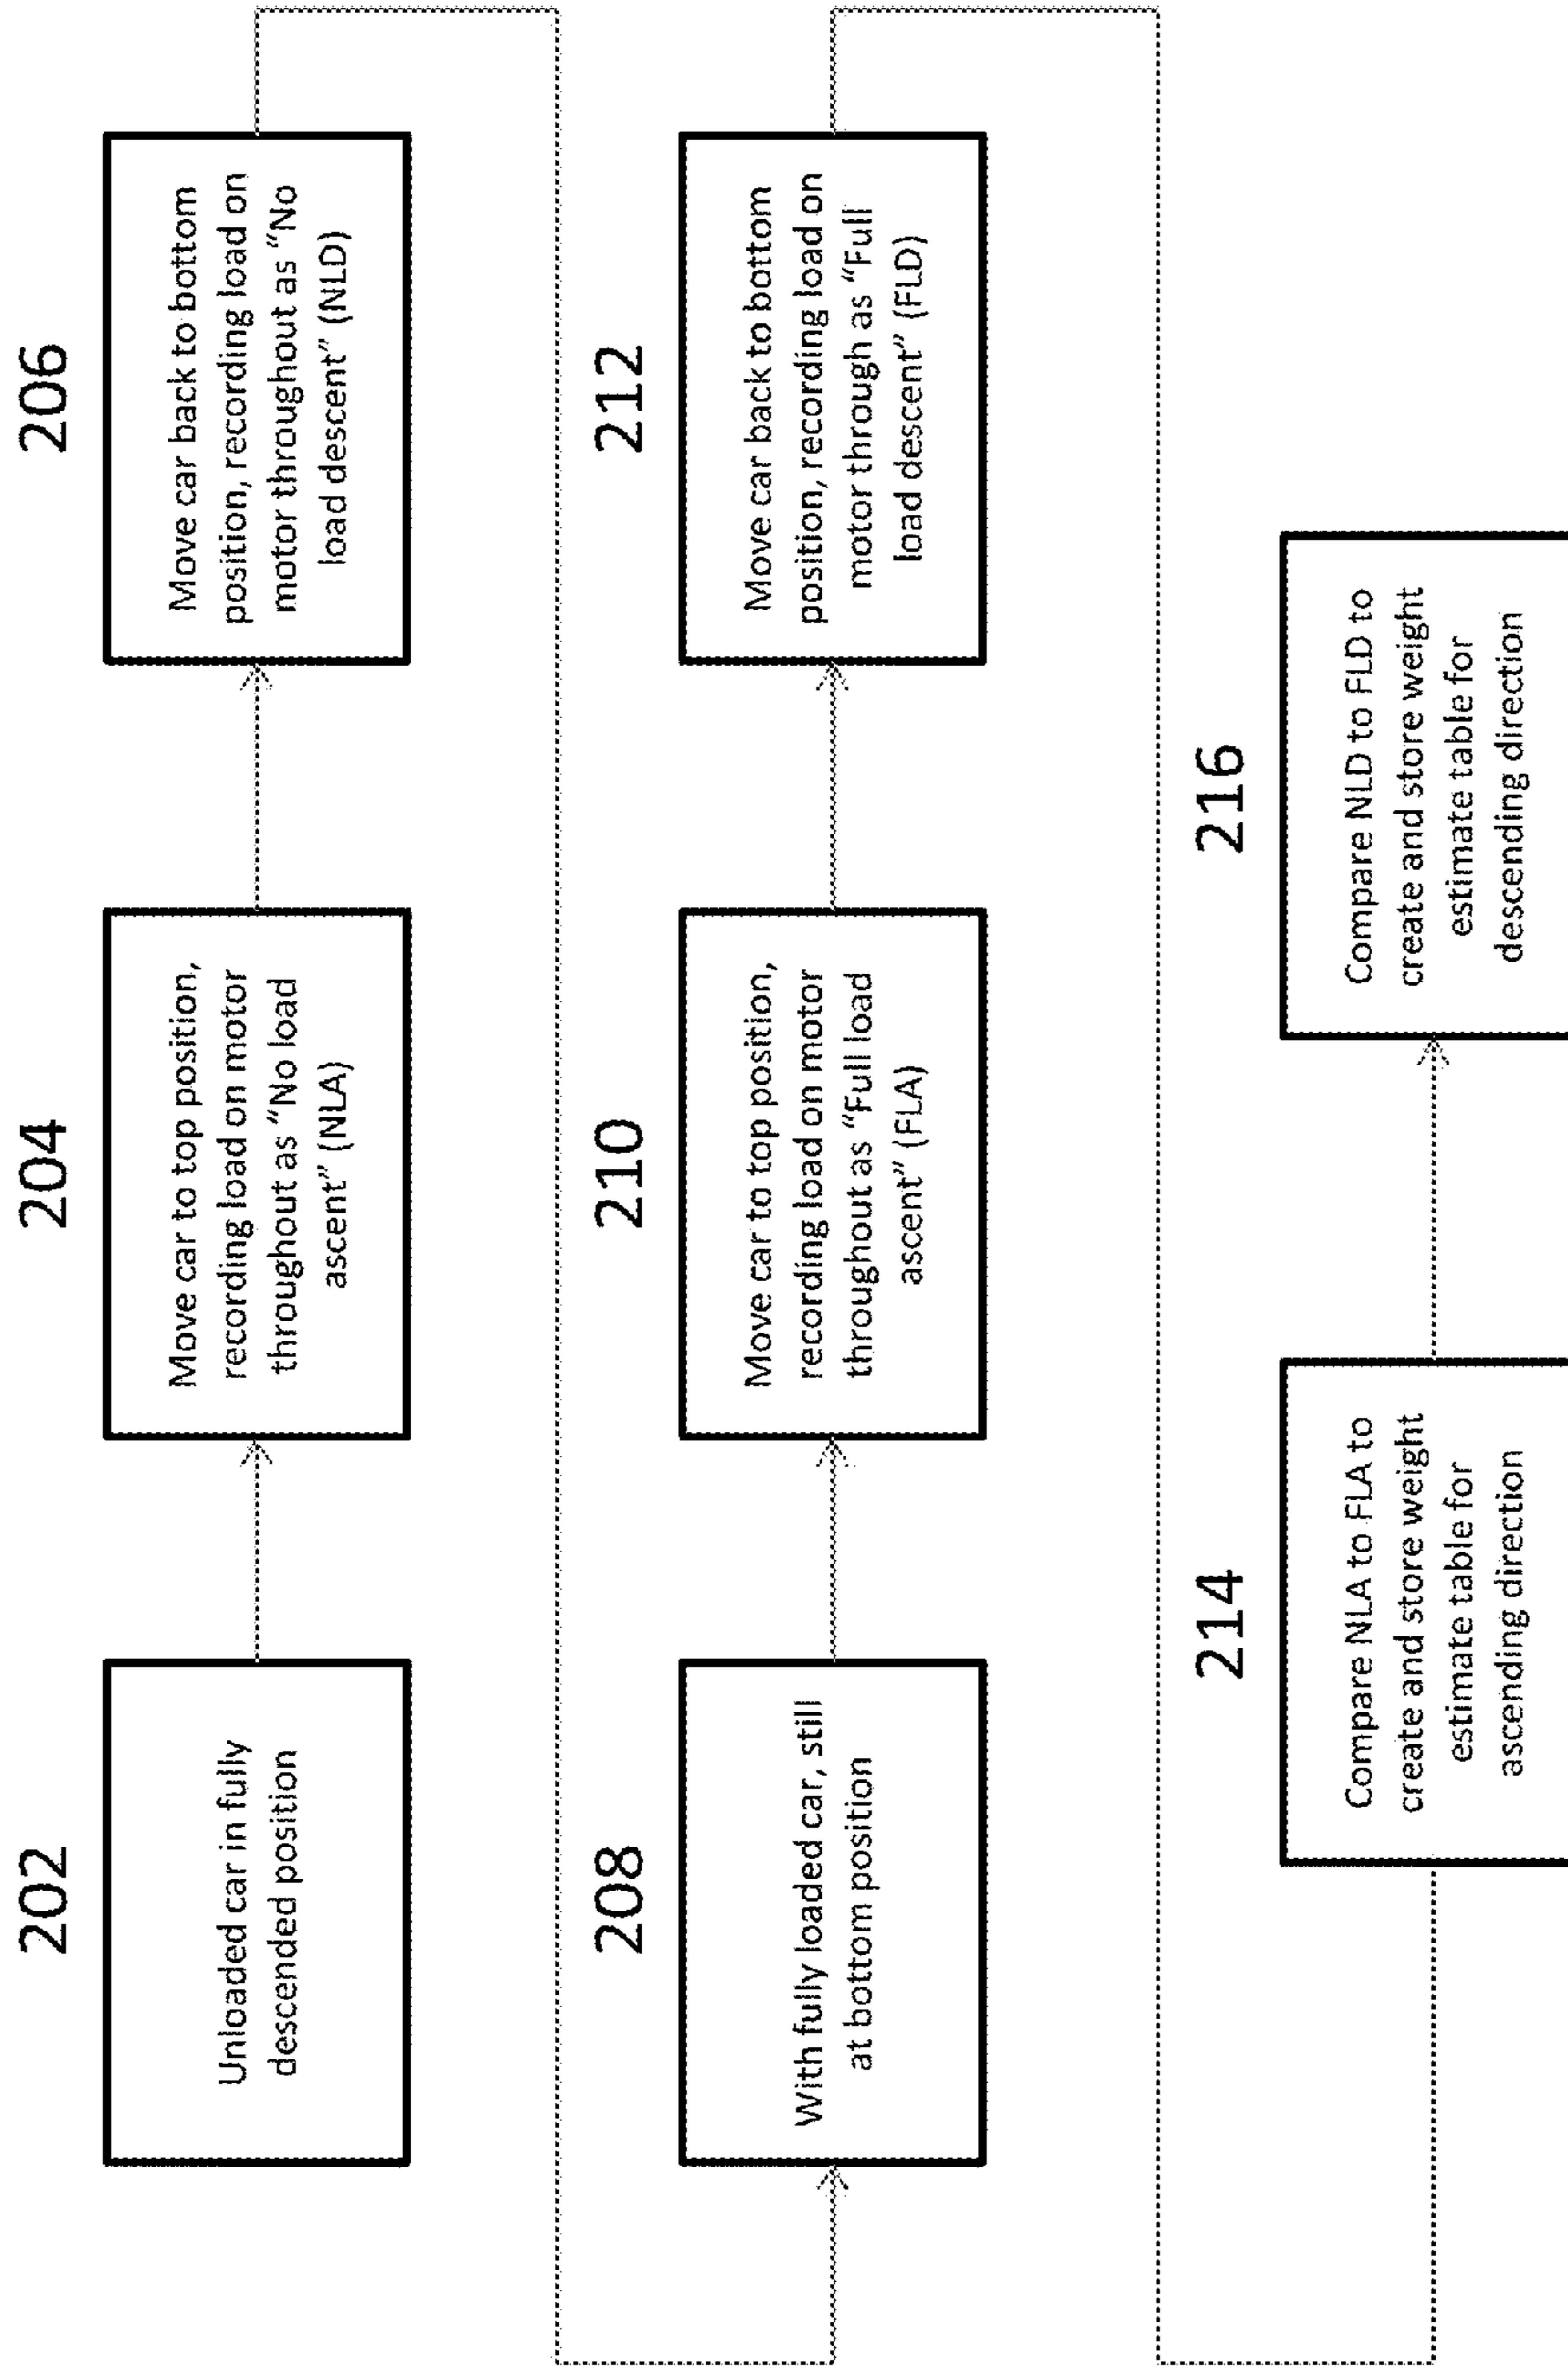 202
Unloaded car in fully
descended position
204
Move car to top position,
recording load on motor
throughout as “No load
ascent” (NLA)
206
Move car back to bottom
position, recording load on
motor throughout as “No
load descent” (NLD)
208
With fully loaded car, still
at bottom position
210
Move car to top position,
recording load on motor
throughout as “Full load
ascent” (FLA)
212
Move car back to bottom
position, recording load on
motor through as “Full
load descent” (FLD)
214
Compare NLA to FLA to
create and store weight
estimate table for
ascending direction
216
Compare NLD to FLD to
create and store weight
estimate table for
descending direction